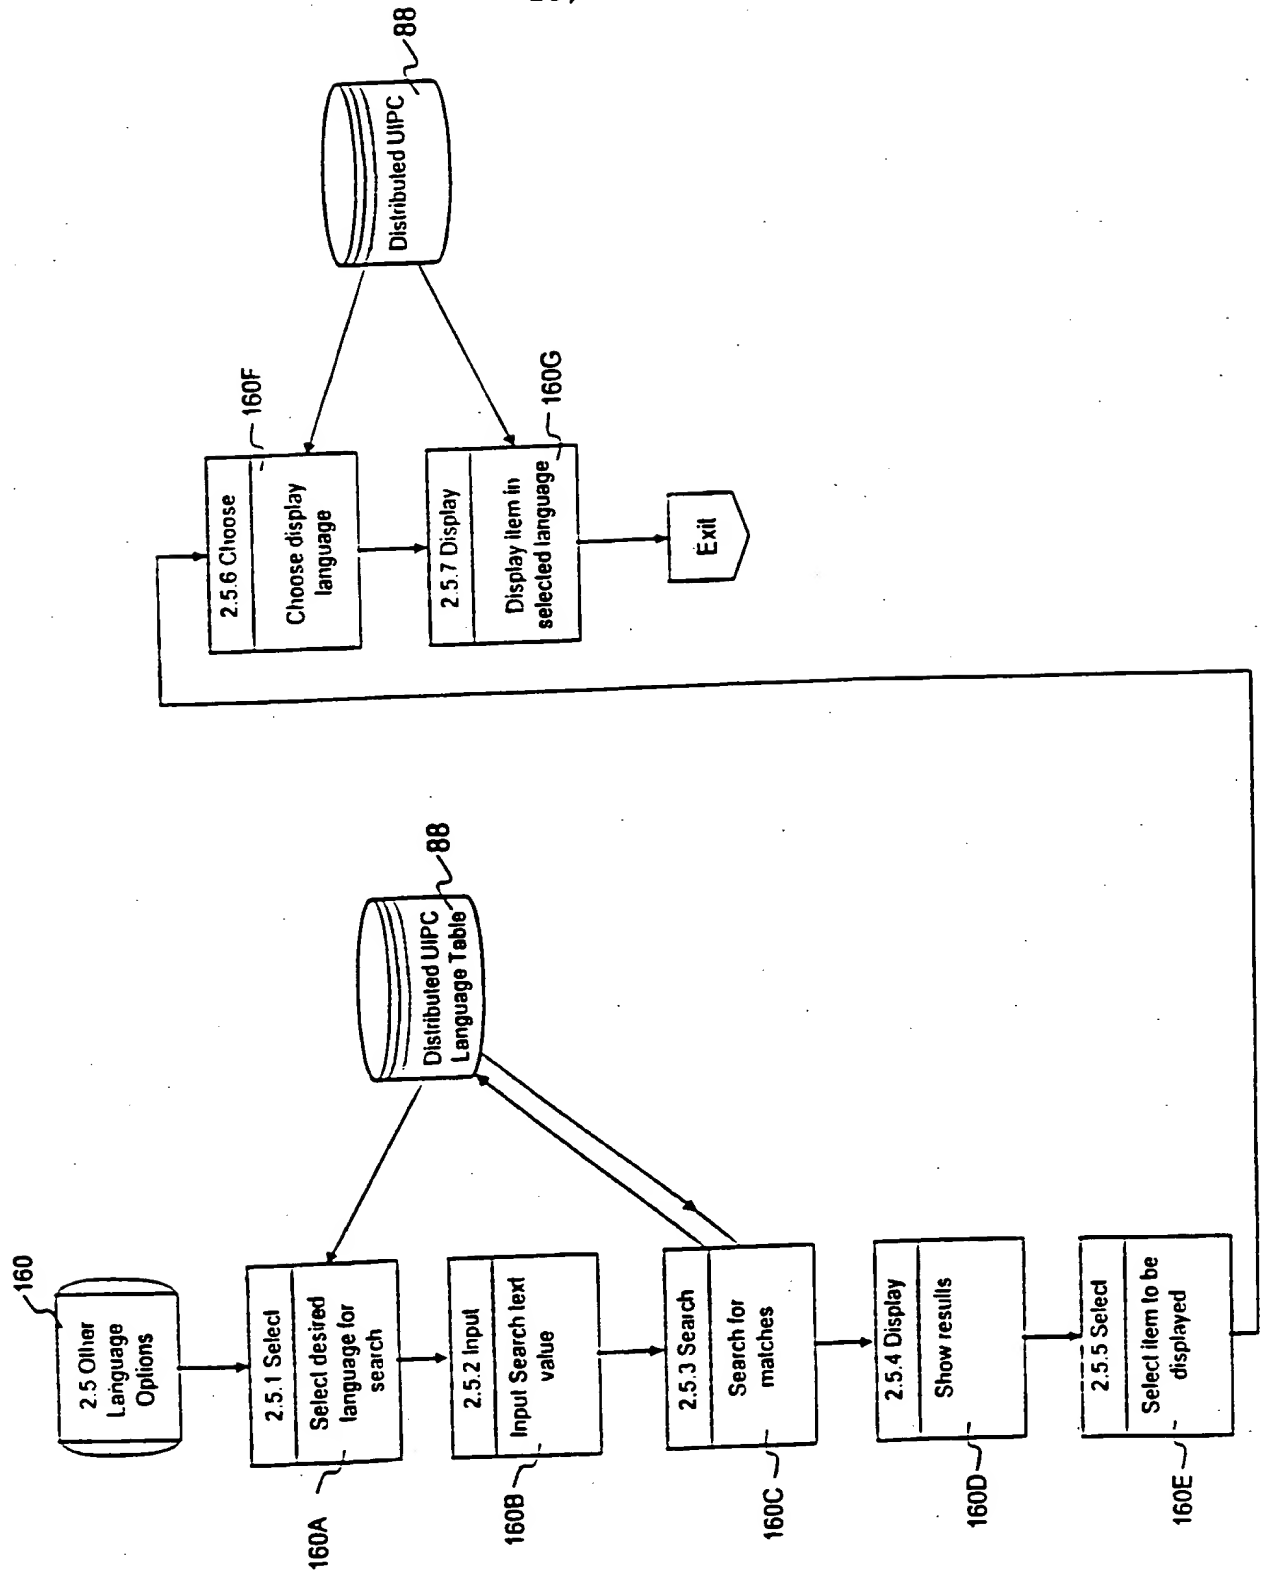 160
2.5 Other
Language
Options
2.5.1 Select
Select desired
language for
search
160A
2.5.2 Input
Input Search text
value
160B
2.5.3 Search
Search for
matches
160C
2.5.4 Display
Show results
160D
2.5.5 Select
Select item to be
displayed
160E
Distributed UIPC
Language Table
88
2.5.6 Choose
Choose display
language
160F
2.5.7 Display
Display item in
selected language
160G
Exit
Distributed UIPC
88